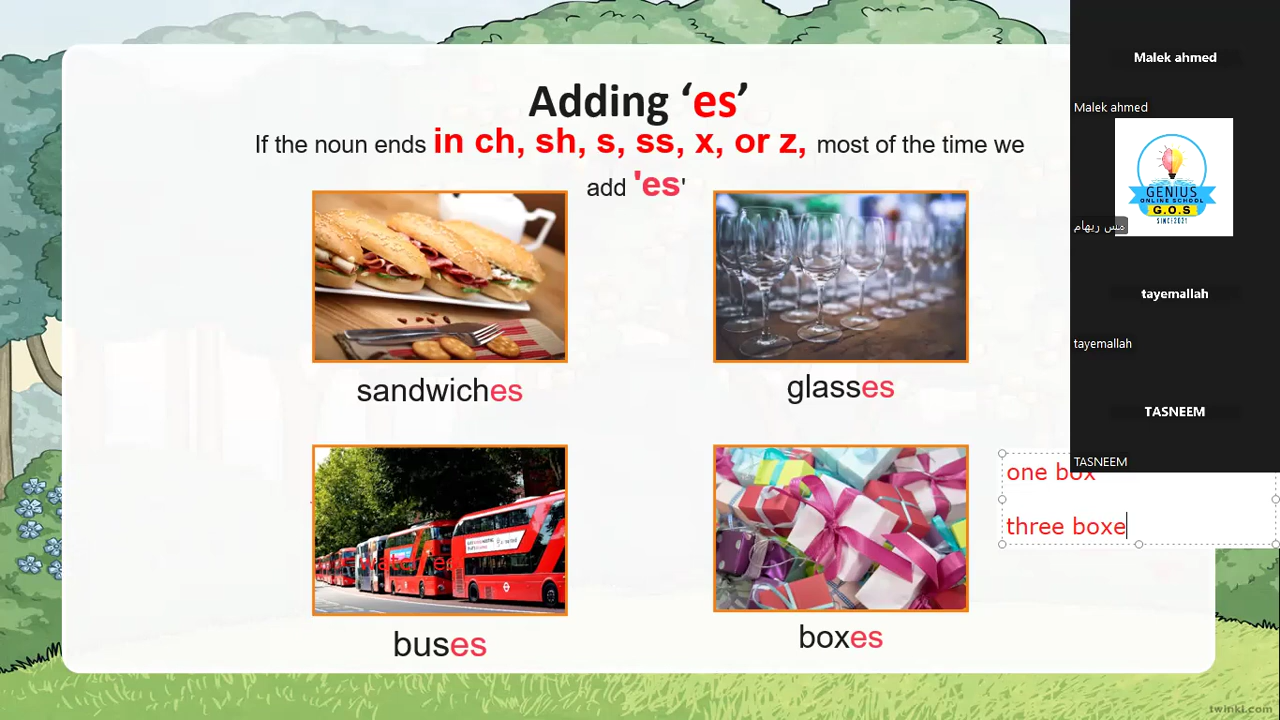 Adding ‘es’
If the noun ends in ch, sh, s, ss, x, or z, most of the time we
add 'es'
sandwiches
glasses
buses
boxes
one box
three boxe
Malek ahmed
Malek ahmed
GENIUS
ONLINE SCHOOL
G.O.S
SINCE2021
مس ريهام
tayemallah
tayemallah
TASNEEM
TASNEEM
twinkl.com